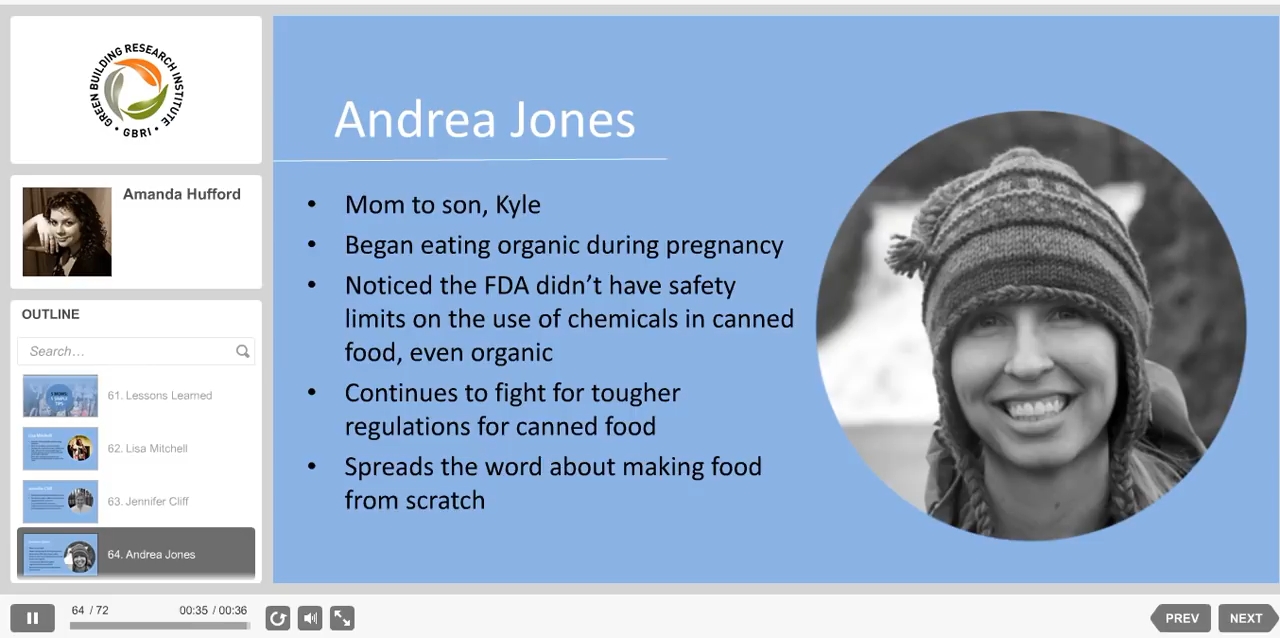 GREEN BUILDING RESEARCH INSTITUTE
• GBRI •
Amanda Hufford
OUTLINE
Search...
61. Lessons Learned
62. Lisa Mitchell
63. Jennifer Cliff
64. Andrea Jones
Andrea Jones
• Mom to son, Kyle
• Began eating organic during pregnancy
• Noticed the FDA didn’t have safety
limits on the use of chemicals in canned
food, even organic
• Continues to fight for tougher
regulations for canned food
• Spreads the word about making food
from scratch
64 / 72
00:35 / 00:36
PREV
NEXT